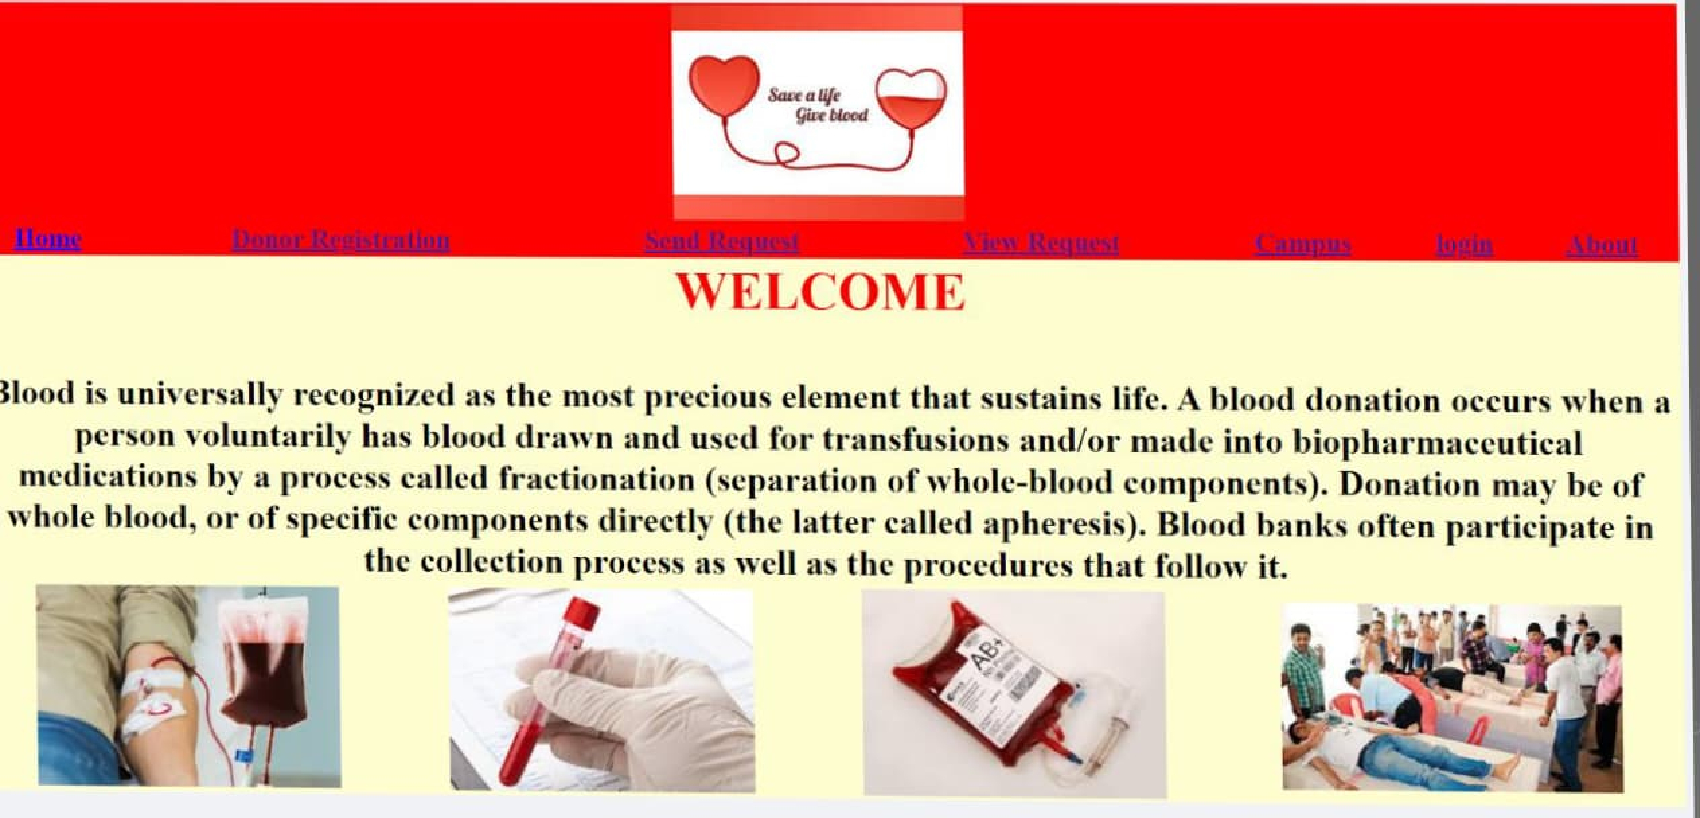 Save a life
Give blood
Home Donor Registration Send Request View Request Campus login About
WELCOME
Blood is universally recognized as the most precious element that sustains life. A blood donation occurs when a
person voluntarily has blood drawn and used for transfusions and/or made into biopharmaceutical
medications by a process called fractionation (separation of whole-blood components). Donation may be of
whole blood, or of specific components directly (the latter called apheresis). Blood banks often participate in
the collection process as well as the procedures that follow it.
AB+